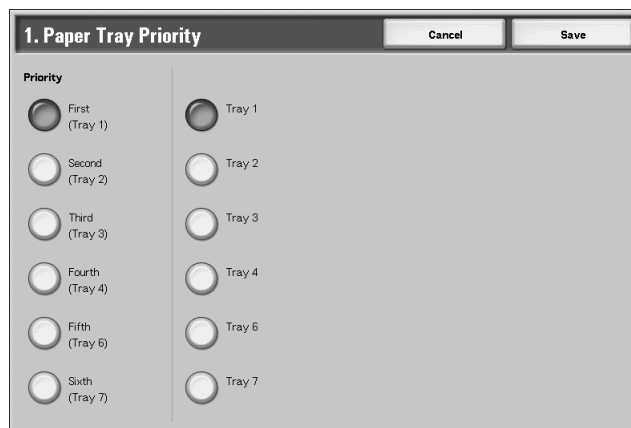 1. Paper Tray Priority
Cancel
Save
Priority
First
(Tray 1)
Second
(Tray 2)
Third
(Tray 3)
Fourth
(Tray 4)
Fifth
(Tray 6)
Sixth
(Tray 7)
Tray 1
Tray 2
Tray 3
Tray 4
Tray 6
Tray 7